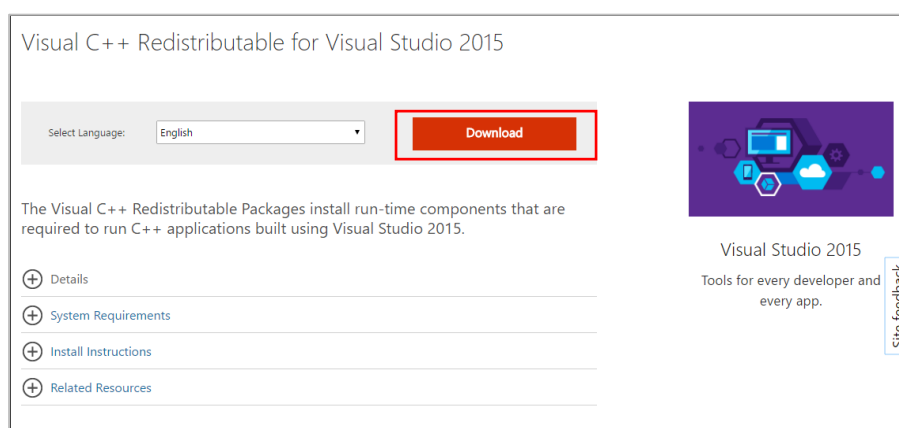 Visual C++ Redistributable for Visual Studio 2015
Select Language:
English
Download
The Visual C++ Redistributable Packages install run-time components that are
required to run C++ applications built using Visual Studio 2015.
Details
System Requirements
Install Instructions
Related Resources
Visual Studio 2015
Tools for every developer and
every app.
Site feedback